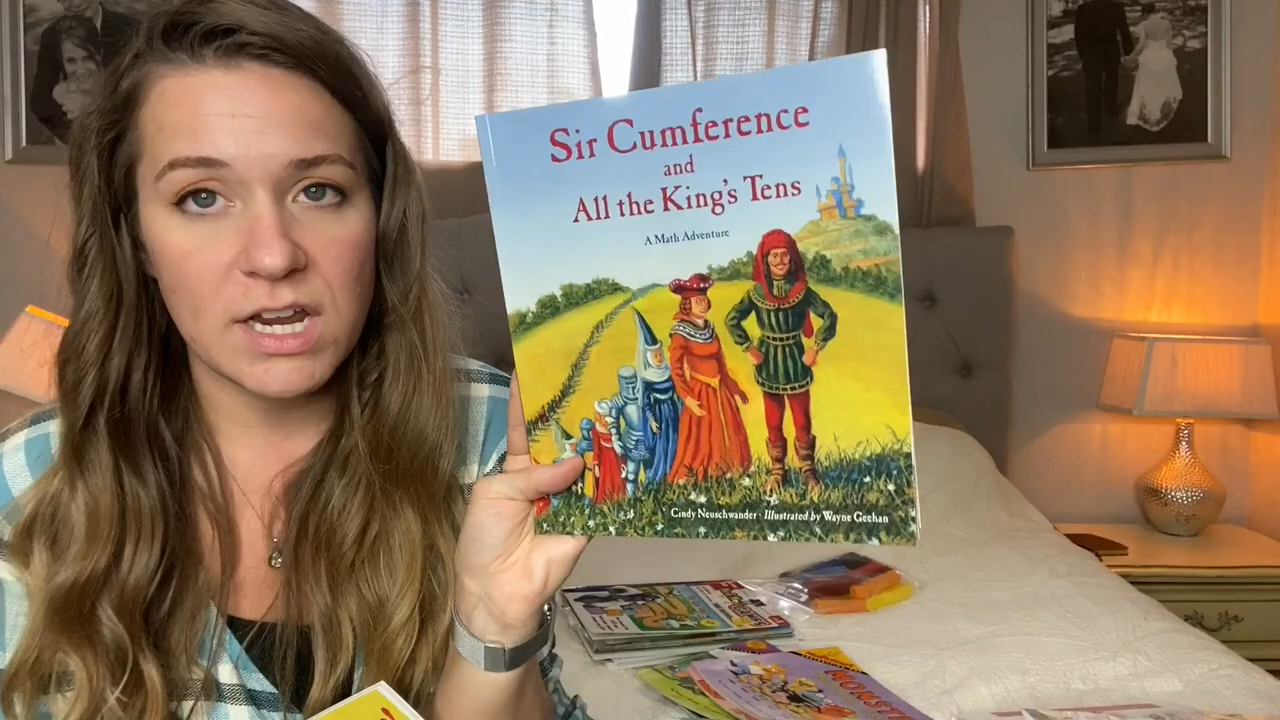 Sir Cumference
and
All the King's Tens
A Math Adventure
Cindy Neuschwander · Illustrated by Wayne Geehan